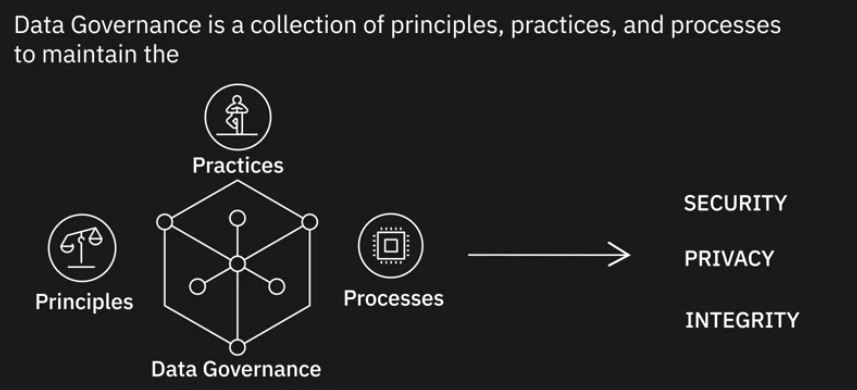 Data Governance is a collection of principles, practices, and processes
to maintain the
Practices
Principles
Processes
Data Governance
SECURITY
PRIVACY
INTEGRITY